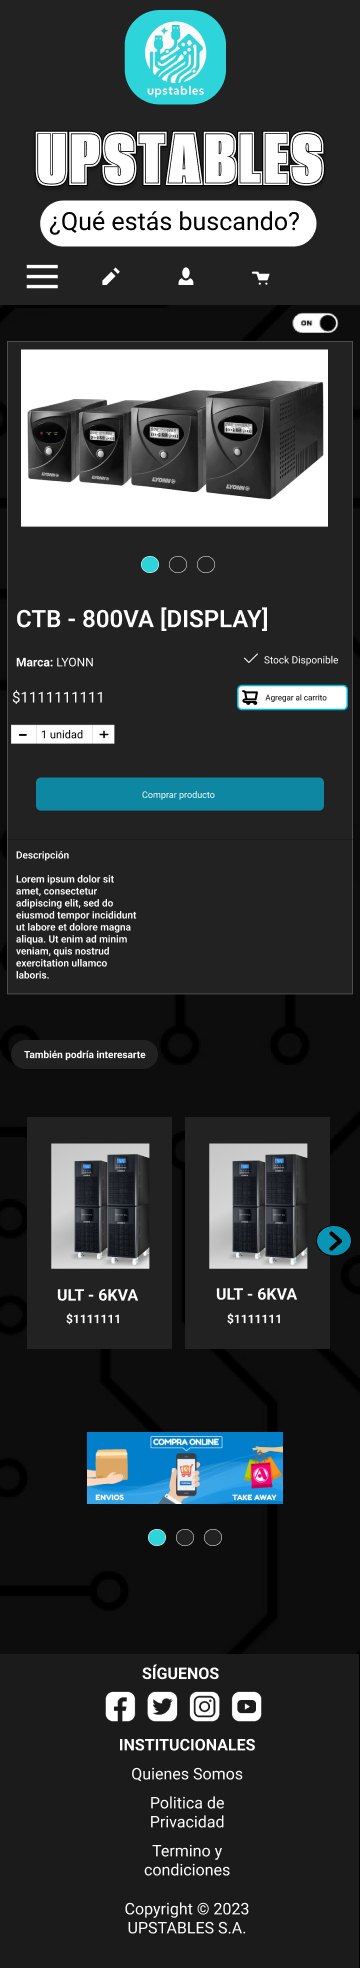 upstables
UPSTABLES
¿Qué estás buscando?
ON
LYONN
LYONN
LYONN
LYONN
CTB - 800VA [DISPLAY]
Marca: LYONN
Stock Disponible
$1111111111
Agregar al carrito
− 1 unidad +
Comprar producto
Descripción
Lorem ipsum dolor sit
amet, consectetur
adipiscing elit, sed do
eiusmod tempor incididunt
ut labore et dolore magna
aliqua. Ut enim ad minim
veniam, quis nostrud
exercitation ullamco
laboris.
También podría interesarte
ULT - 6KVA
$1111111
ULT - 6KVA
$1111111
COMPRA ONLINE
ENVIOS
TAKE AWAY
SÍGUENOS
INSTITUCIONALES
Quienes Somos
Politica de
Privacidad
Termino y
condiciones
Copyright © 2023
UPSTABLES S.A.